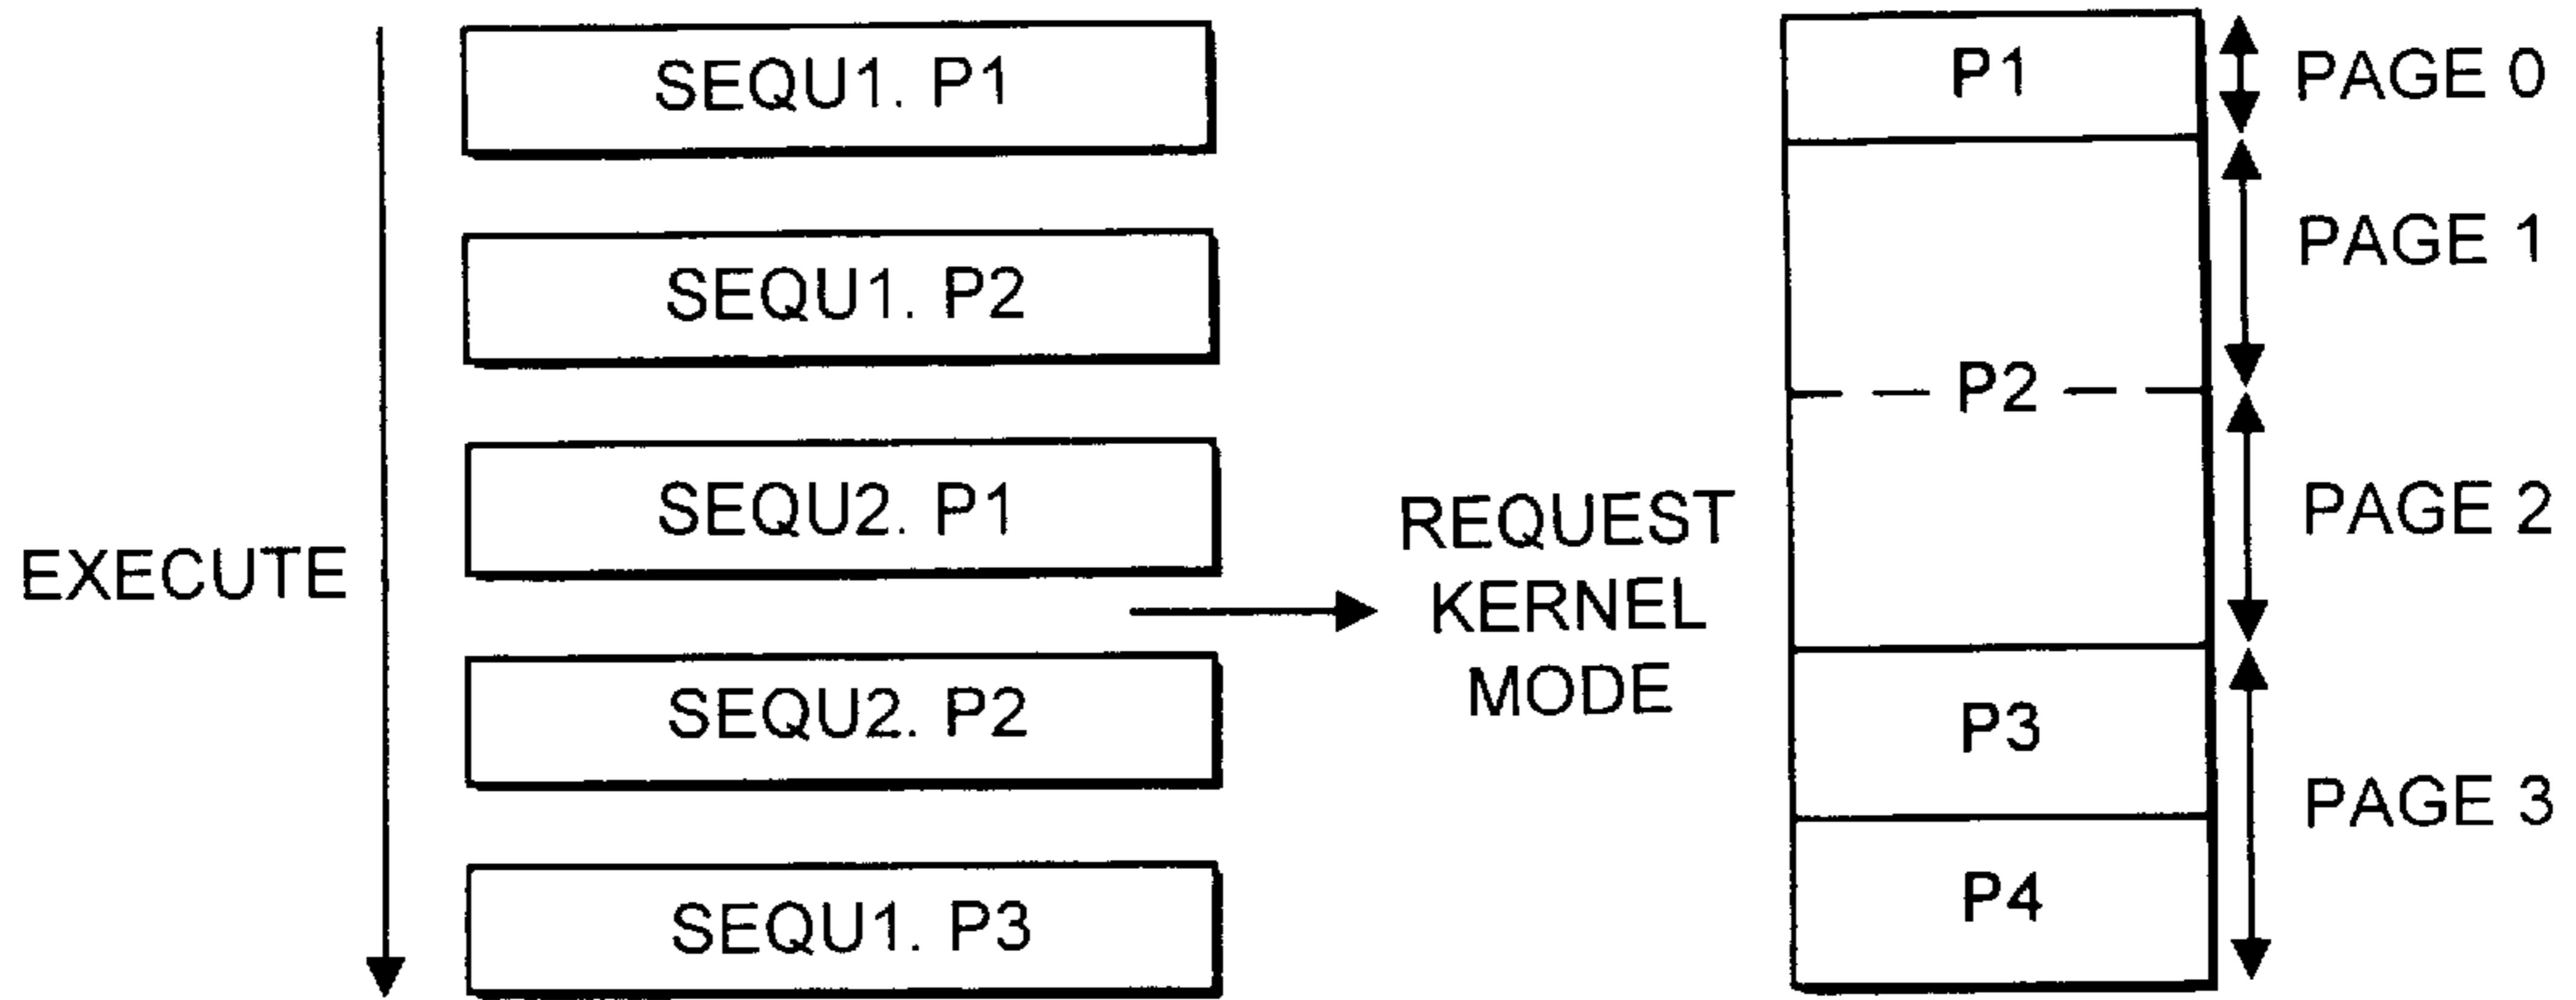 EXECUTE
SEQU1. P1
SEQU1. P2
SEQU2. P1
SEQU2. P2
SEQU1. P3
REQUEST
KERNEL
MODE
P1
P2
P3
P4
PAGE 0
PAGE 1
PAGE 2
PAGE 3